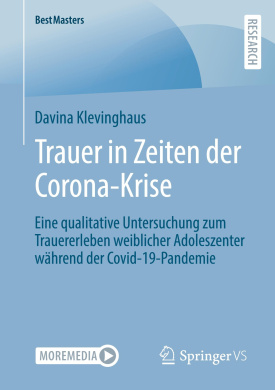 BestMasters
RESEARCH
Davina Klevinghaus
Trauer in Zeiten der
Corona-Krise
Eine qualitative Untersuchung zum
Trauererleben weiblicher Adoleszenter
während der Covid-19-Pandemie
MOREMEDIA
Springer VS